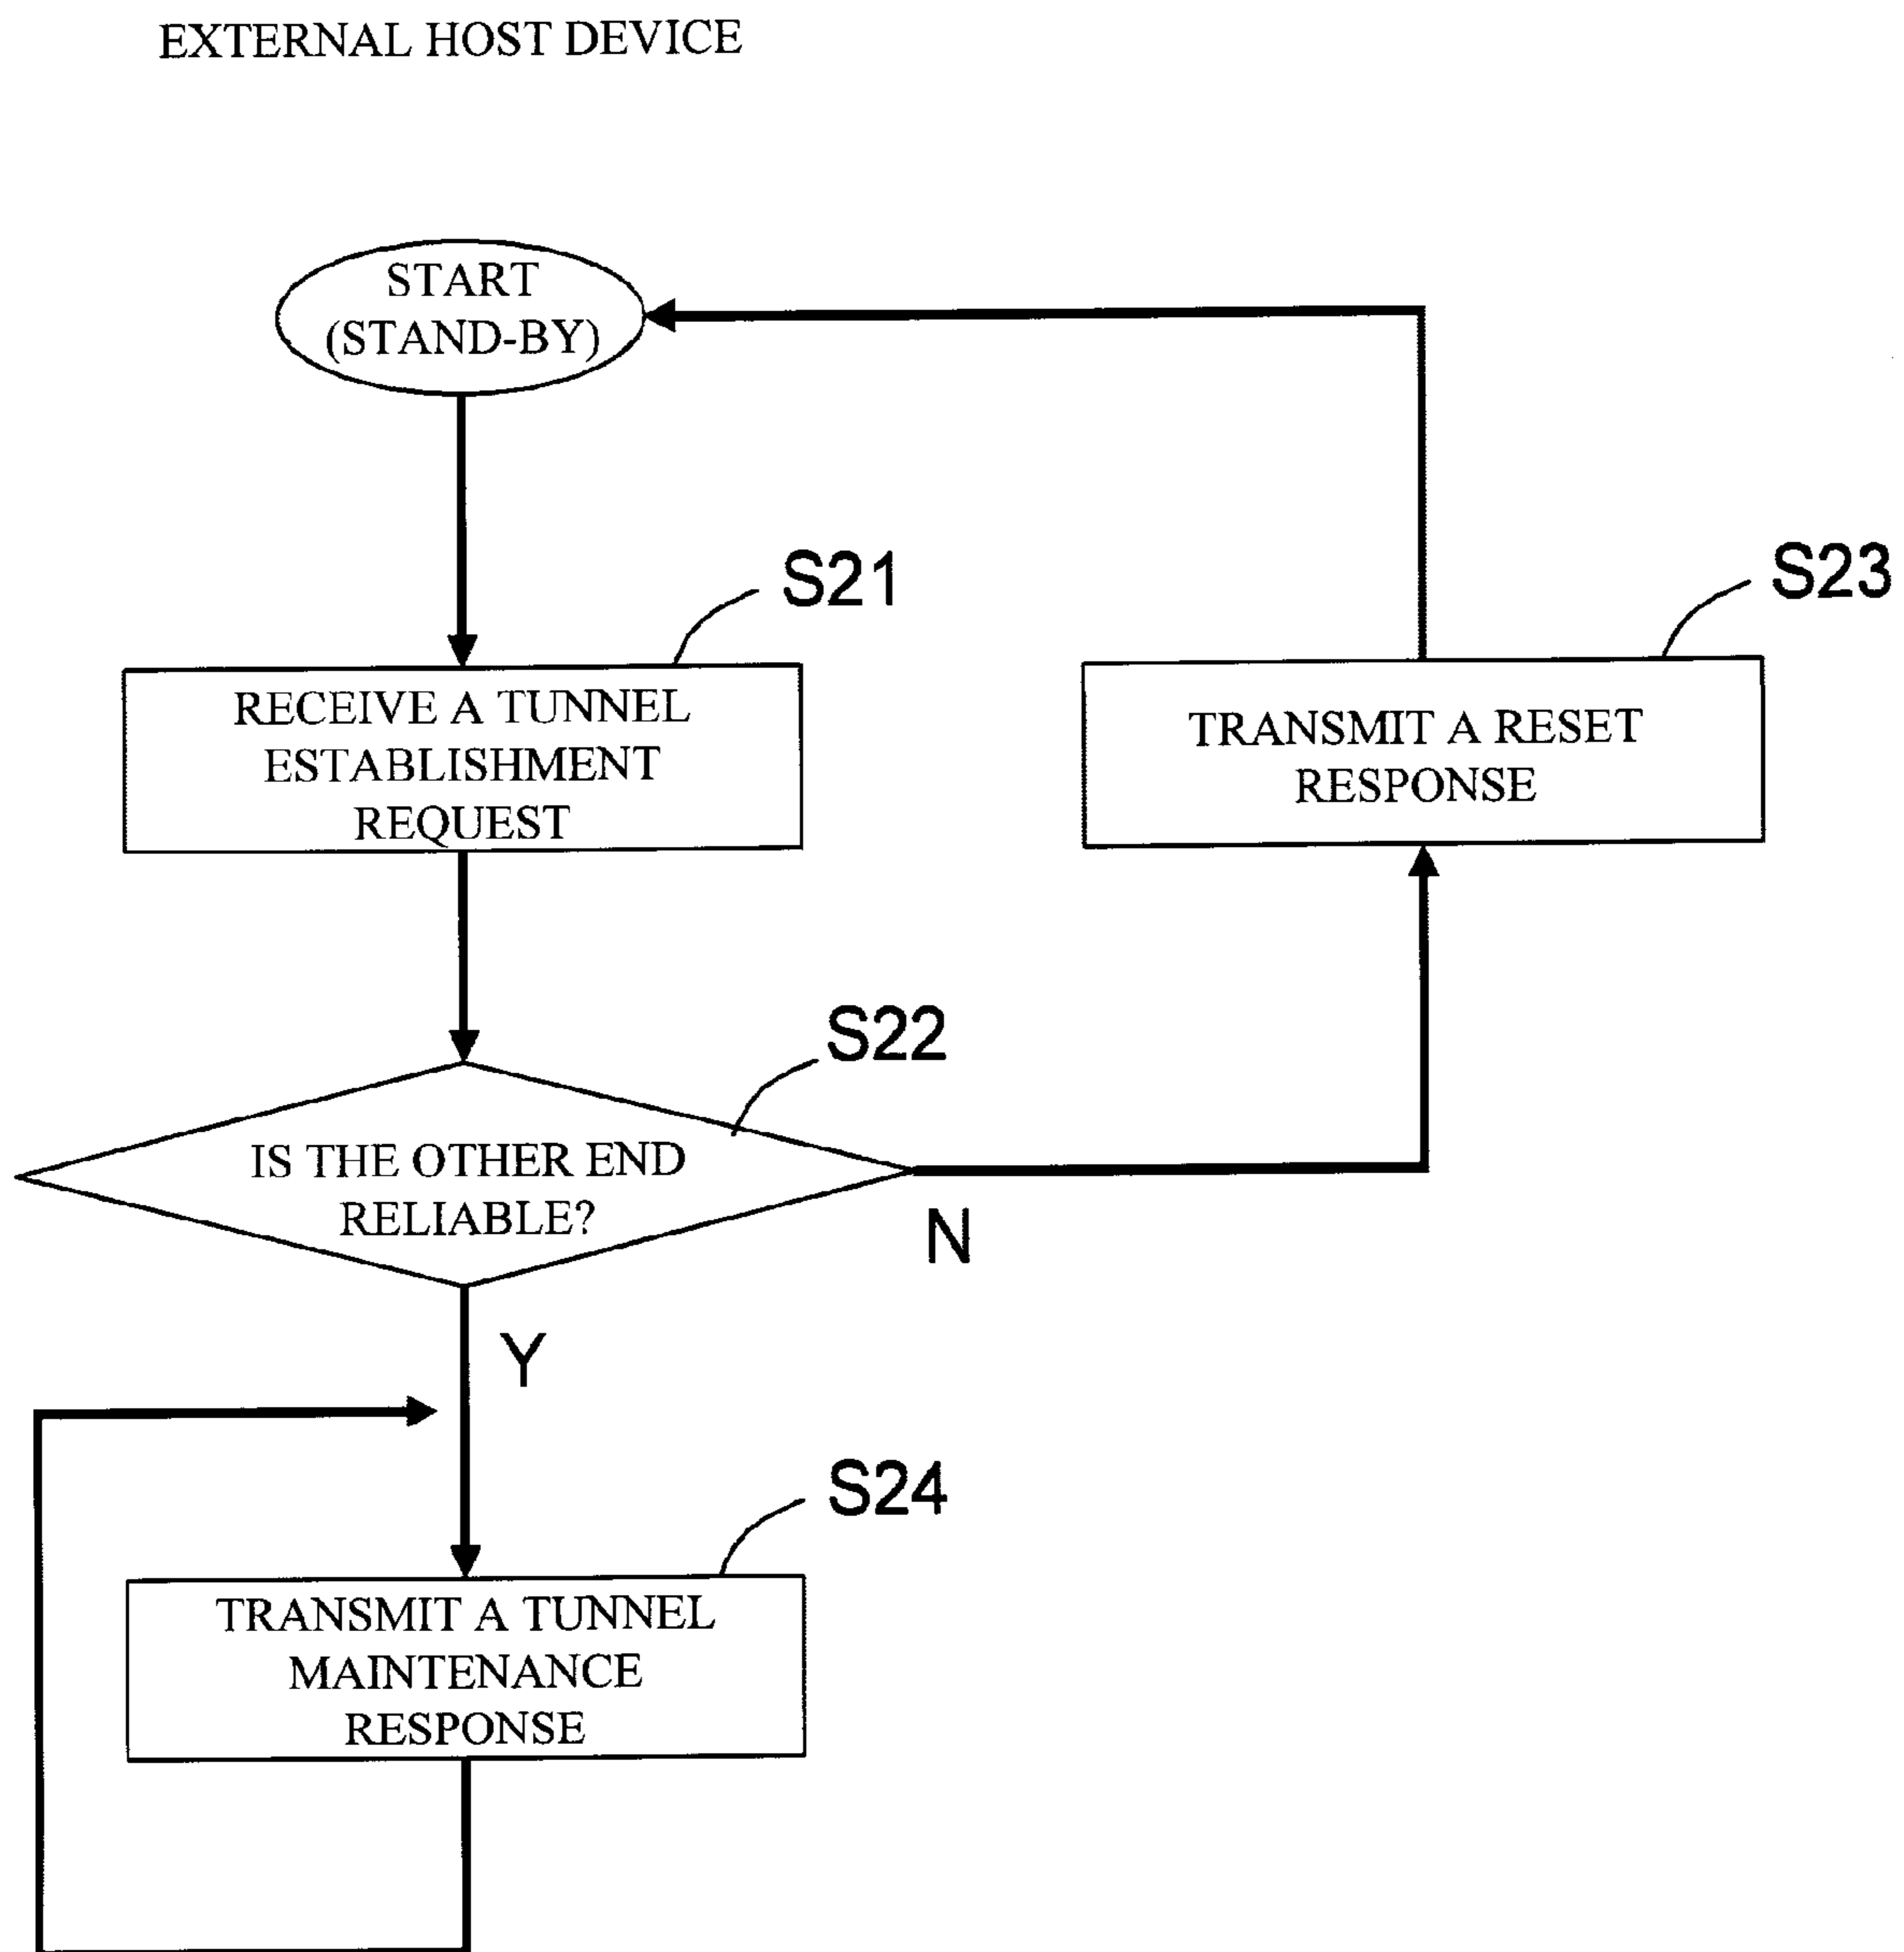 EXTERNAL HOST DEVICE
START
(STAND-BY)
S21
RECEIVE A TUNNEL
ESTABLISHMENT
REQUEST
S23
TRANSMIT A RESET
RESPONSE
S22
IS THE OTHER END
RELIABLE?
N
Y
S24
TRANSMIT A TUNNEL
MAINTENANCE
RESPONSE